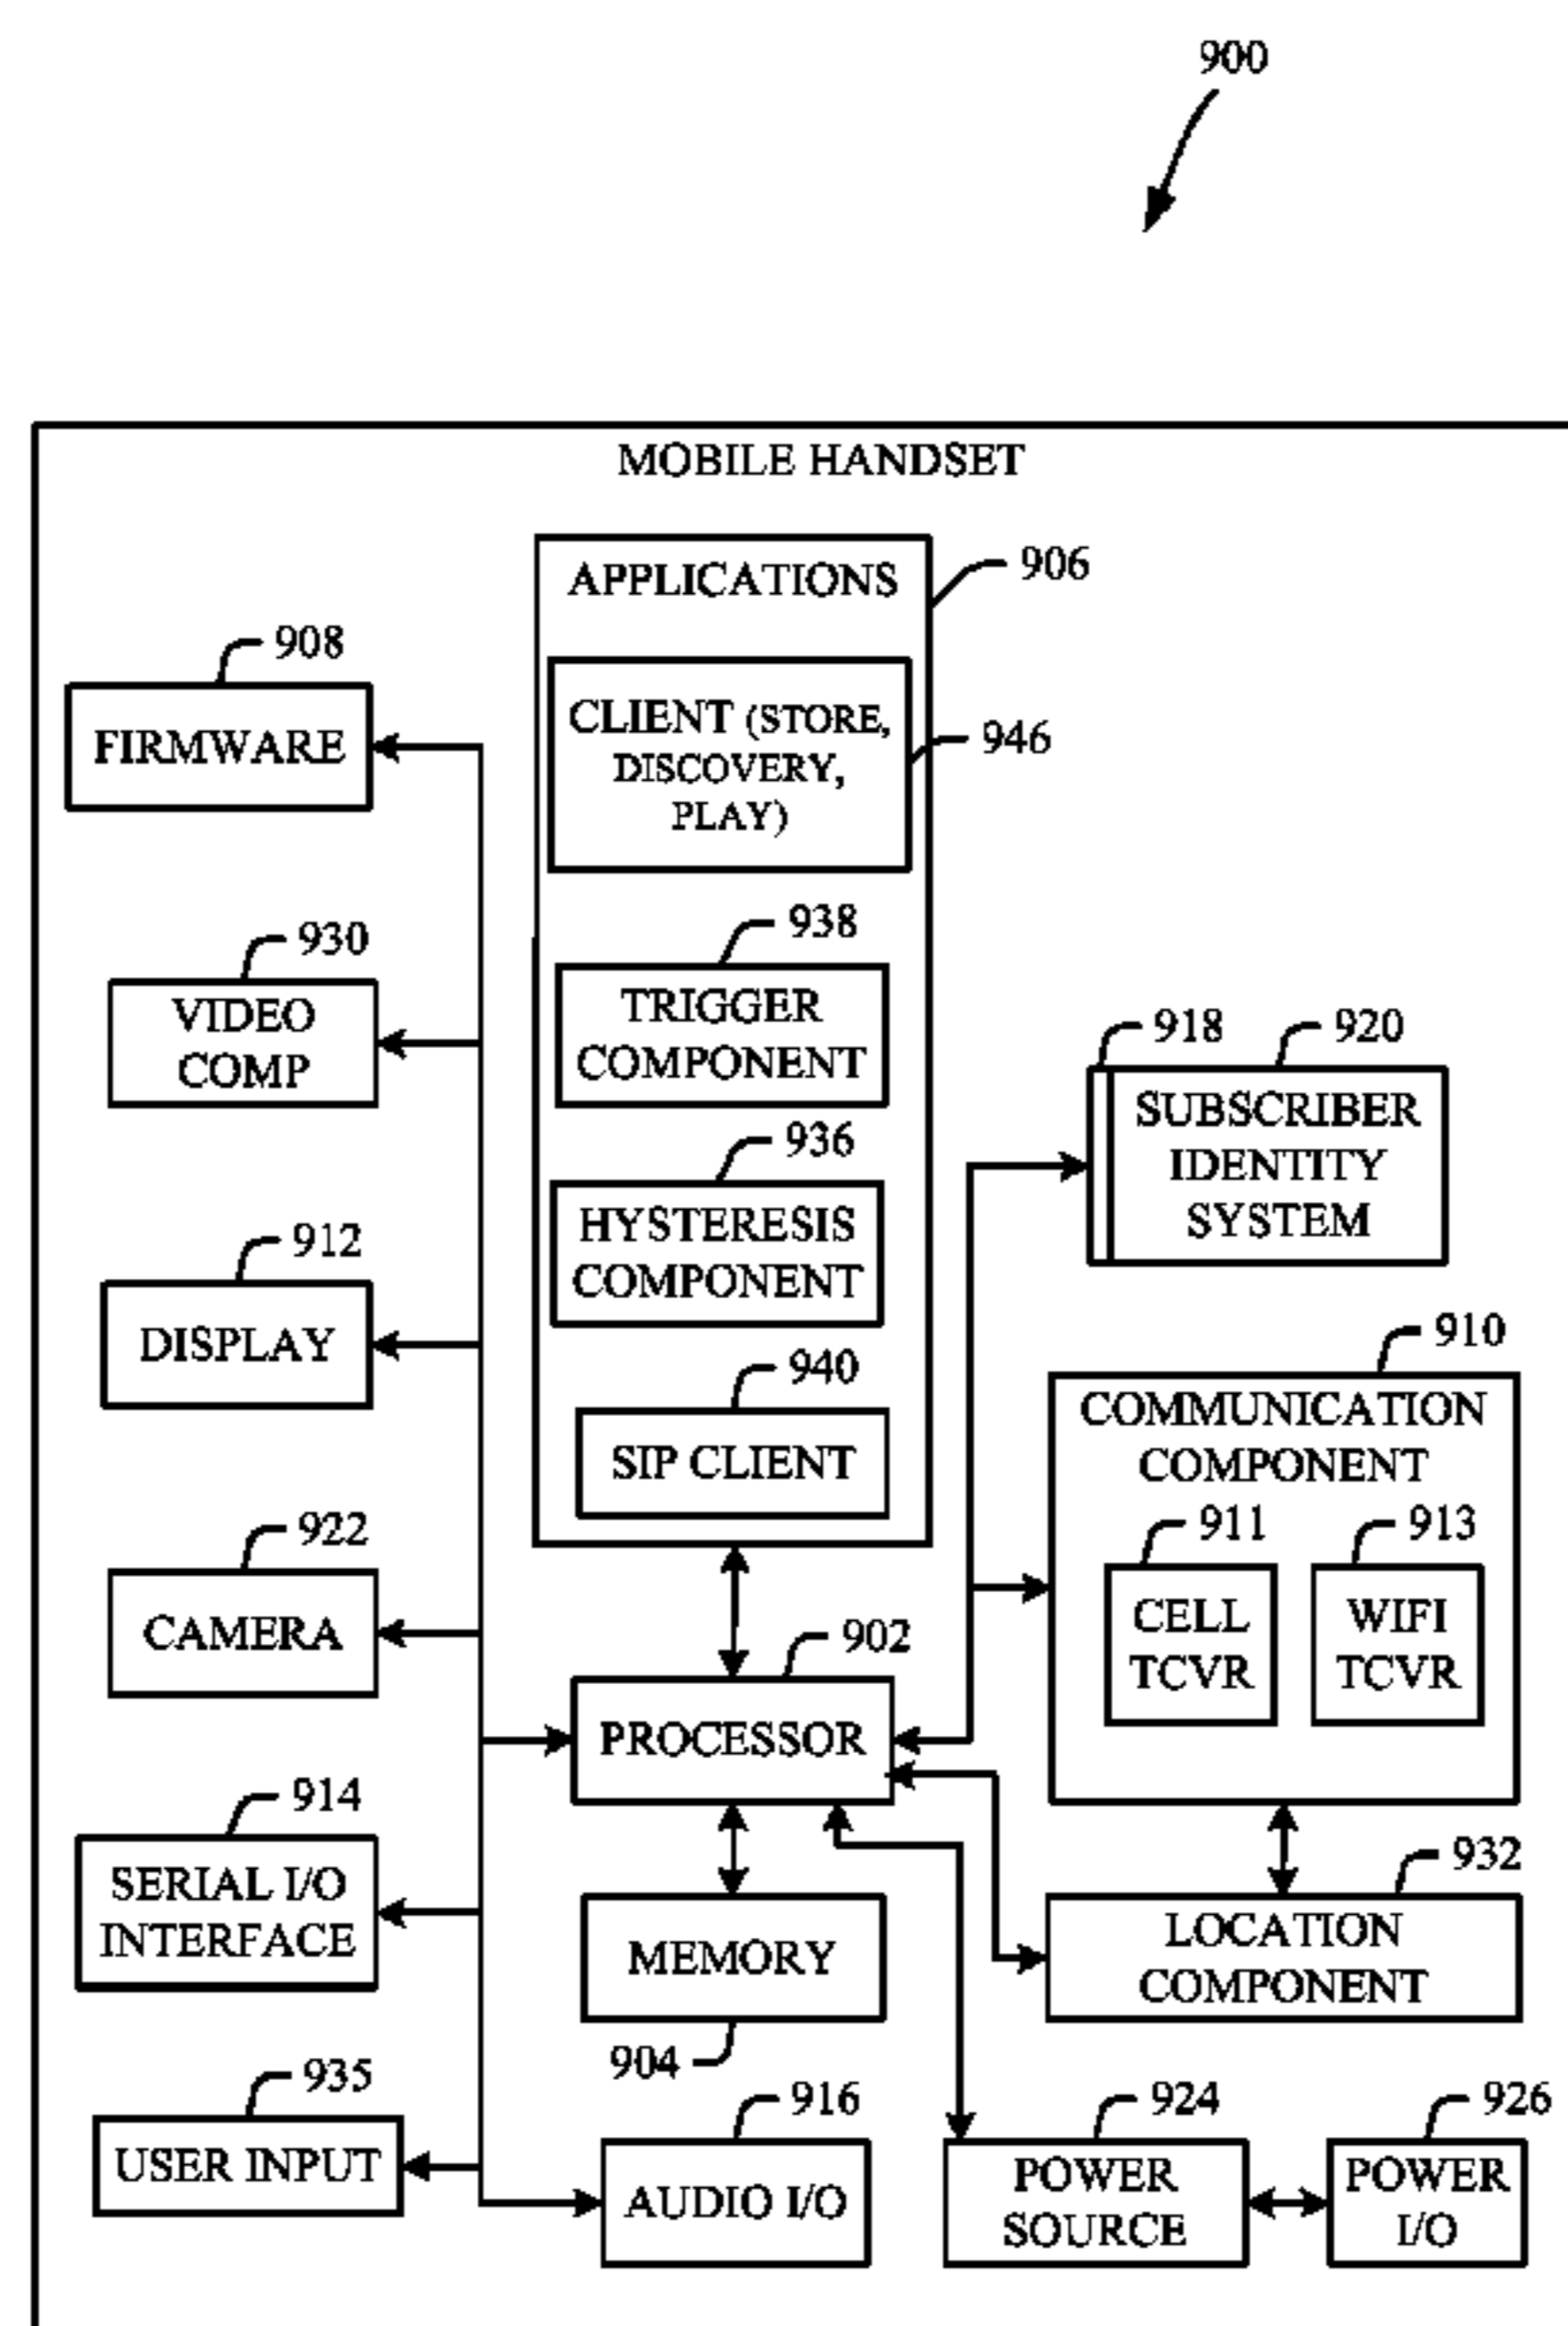 900
MOBILE HANDSET
APPLICATIONS
906
CLIENT (STORE,
DISCOVERY,
PLAY)
946
908
FIRMWARE
938
TRIGGER
COMPONENT
930
VIDEO
COMP
936
HYSTERESIS
COMPONENT
918
920
SUBSCRIBER
IDENTITY
SYSTEM
912
DISPLAY
940
SIP CLIENT
910
COMMUNICATION
COMPONENT
911
CELL
TCVR
913
WIFI
TCVR
922
CAMERA
902
PROCESSOR
914
SERIAL I/O
INTERFACE
MEMORY
904
932
LOCATION
COMPONENT
935
USER INPUT
916
AUDIO I/O
924
POWER
SOURCE
926
POWER
I/O